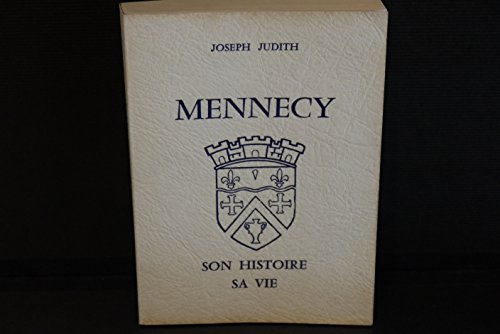 JOSEPH JUDITH
MENNECY
SON HISTOIRE
SA VIE